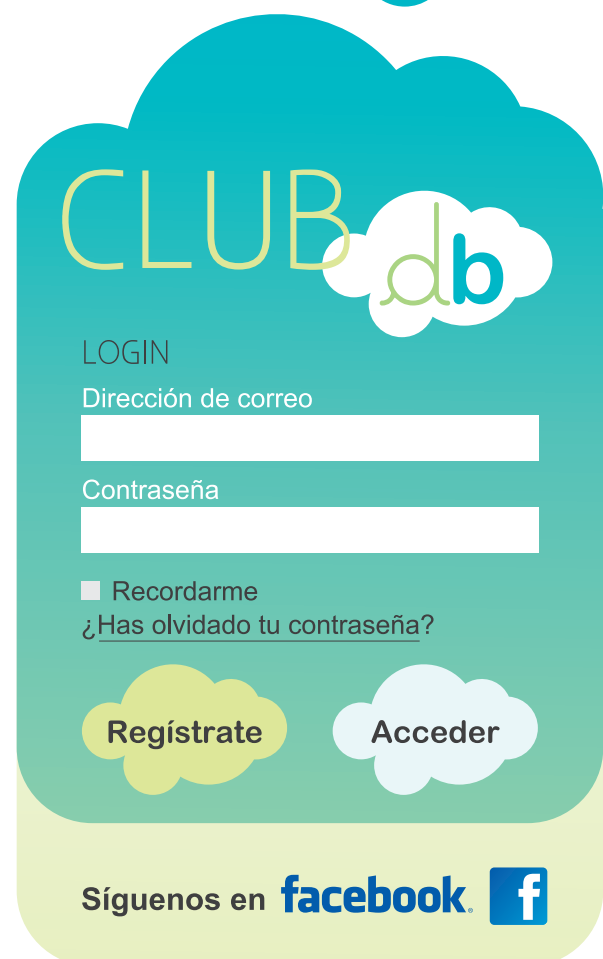 CLUB
db
LOGIN
Dirección de correo
Contraseña
Recordarme
¿Has olvidado tu contraseña?
Regístrate
Acceder
Síguenos en facebook. f